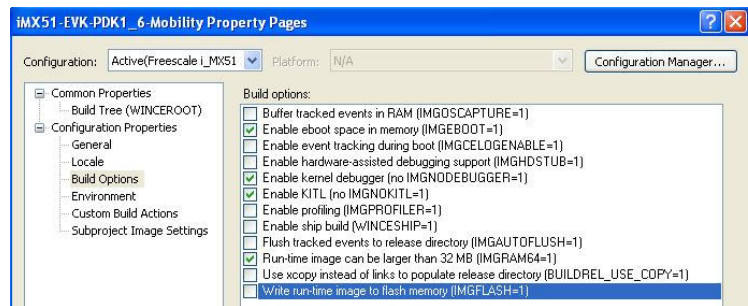 iMX51-EVK-PDK1_6-Mobility Property Pages
Configuration: Active(Freescale i_MX51 Platform: N/A Configuration Manager...
Common Properties
Build Tree (WINCEROOT)
Configuration Properties
General
Locale
Build Options
Environment
Custom Build Actions
Subproject Image Settings
Build options:
Buffer tracked events in RAM (IMGOSCAPTURE=1)
Enable eboot space in memory (IMGEBOOT=1)
Enable event tracking during boot (IMGCELOGENABLE=1)
Enable hardware-assisted debugging support (IMGHDSTUB=1)
Enable kernel debugger (no IMGNODEBUGGER=1)
Enable KITL (no IMGNOKITL=1)
Enable profiling (IMGPROFILER=1)
Enable ship build (WINCESHIP=1)
Flush tracked events to release directory (IMGAUTOFLUSH=1)
Run-time image can be larger than 32 MB (IMGRAM64=1)
Use xcopy instead of links to populate release directory (BUILDREL_USE_COPY=1)
Write run-time image to flash memory (IMGFLASH=1)